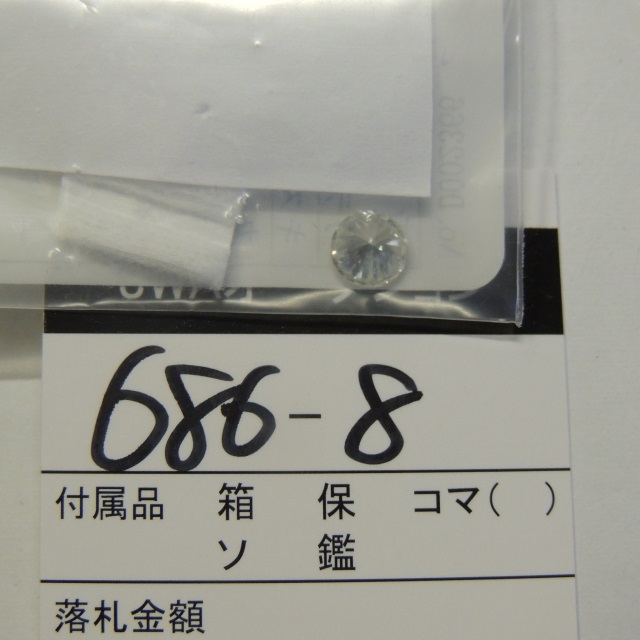 686-8
付属品 箱 保 コマ( )
ソ 鑑
落札金額